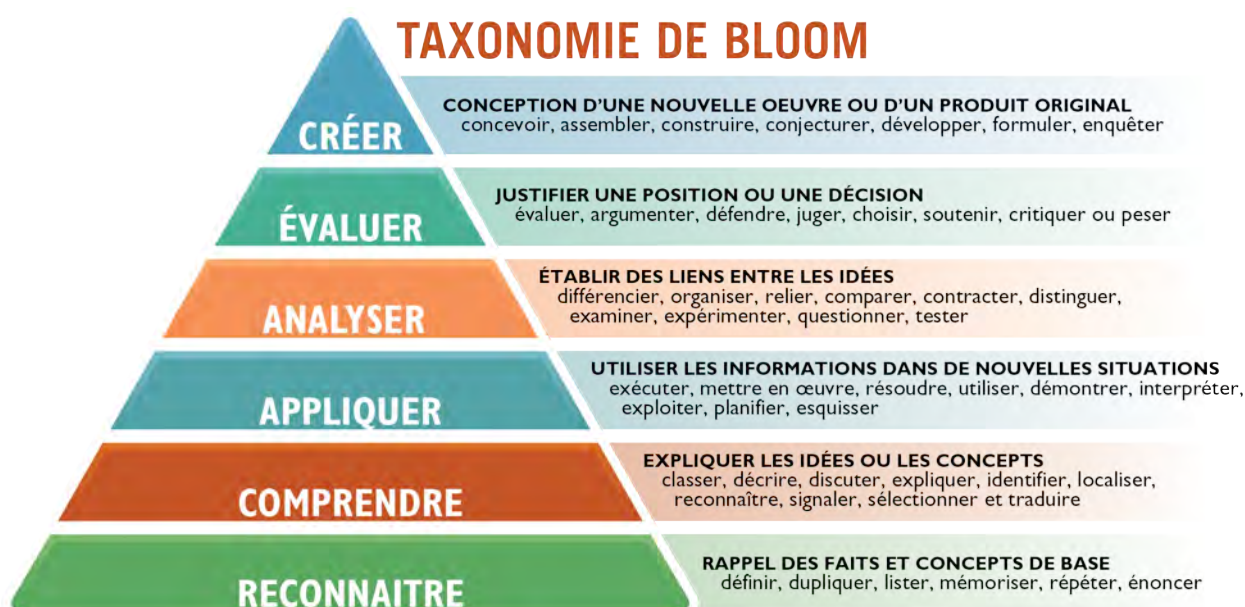 TAXONOMIE DE BLOOM
CRÉER
CONCEPTION D'UNE NOUVELLE OEUVRE OU D'UN PRODUIT ORIGINAL
concevoir, assembler, construire, conjecturer, développer, formuler, enquêter
ÉVALUER
JUSTIFIER UNE POSITION OU UNE DÉCISION
évaluer, argumenter, défendre, juger, choisir, soutenir, critiquer ou peser
ANALYSER
ÉTABLIR DES LIENS ENTRE LES IDÉES
différencier, organiser, relier, comparer, contracter, distinguer,
examiner, expérimenter, questionner, tester
APPLIQUER
UTILISER LES INFORMATIONS DANS DE NOUVELLES SITUATIONS
exécuter, mettre en œuvre, résoudre, utiliser, démontrer, interpréter,
exploiter, planifier, esquisser
COMPRENDRE
EXPLIQUER LES IDÉES OU LES CONCEPTS
classer, décrire, discuter, expliquer, identifier, localiser,
reconnaître, signaler, sélectionner et traduire
RECONNAITRE
RAPPEL DES FAITS ET CONCEPTS DE BASE
définir, dupliquer, lister, mémoriser, répéter, énoncer